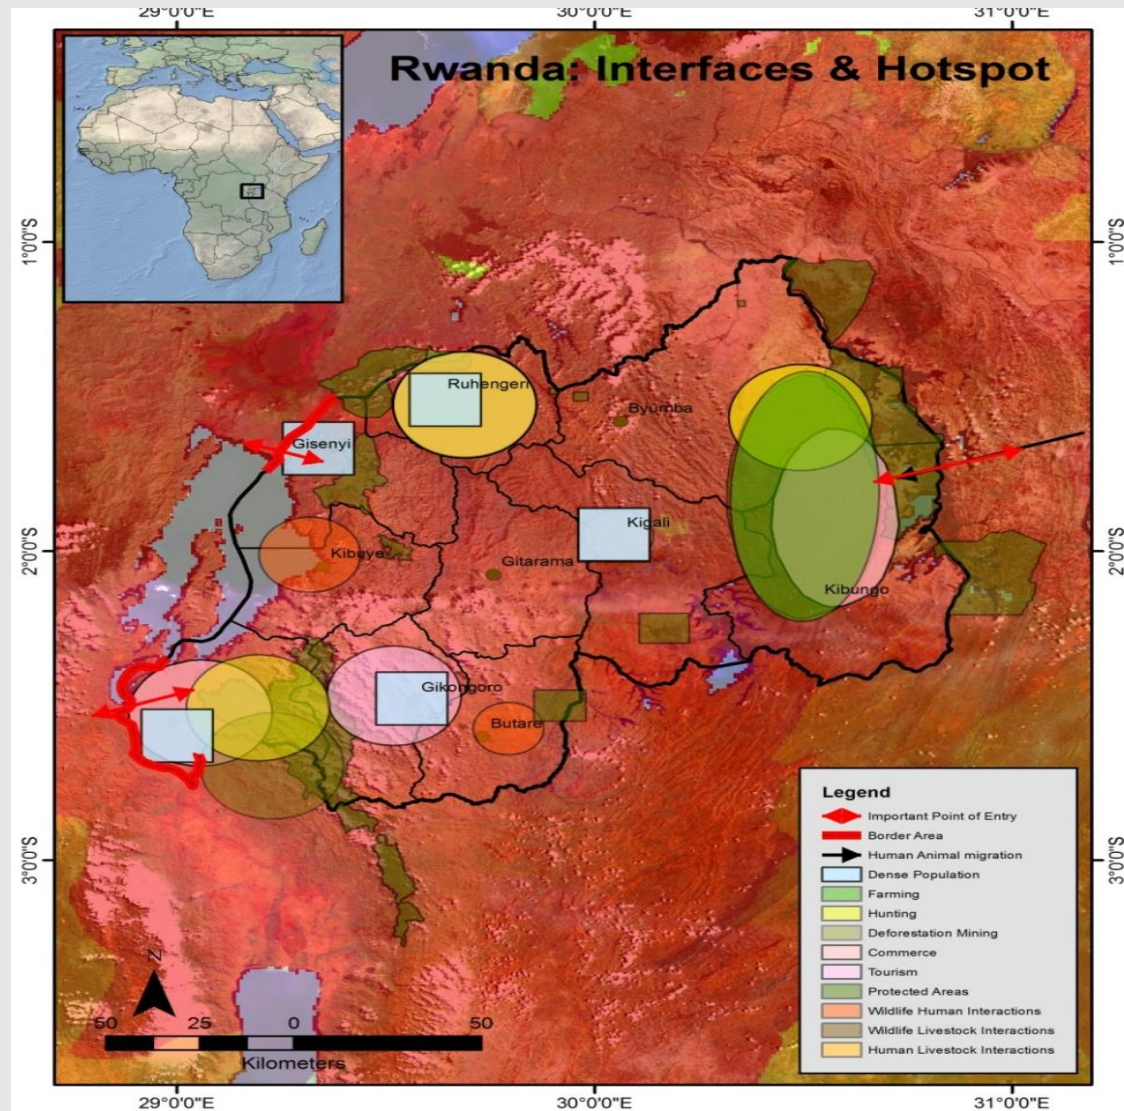 29°0'0"E
30°0'0"E
31°0'0"E
Rwanda: Interfaces & Hotspot
1°0'0"S
1°0'0"S
Ruhengeri
Byumba
Gisenyi
Kigali
2°0'0"S
Kibuye
Gitarama
2°0'0"S
Kibungo
Gikongoro
Butare
Legend
Important Point of Entry
Border Area
Human Animal migration
3°0'0"S
3°0'0"S
Dense Population
Farming
Hunting
Deforestation Mining
Commerce
N
Tourism
Protected Areas
Wildlife Human Interactions
50 25 0 50
Wildlife Livestock Interactions
Human Livestock Interactions
Kilometers
29°0'0"E
30°0'0"E
31°0'0"E